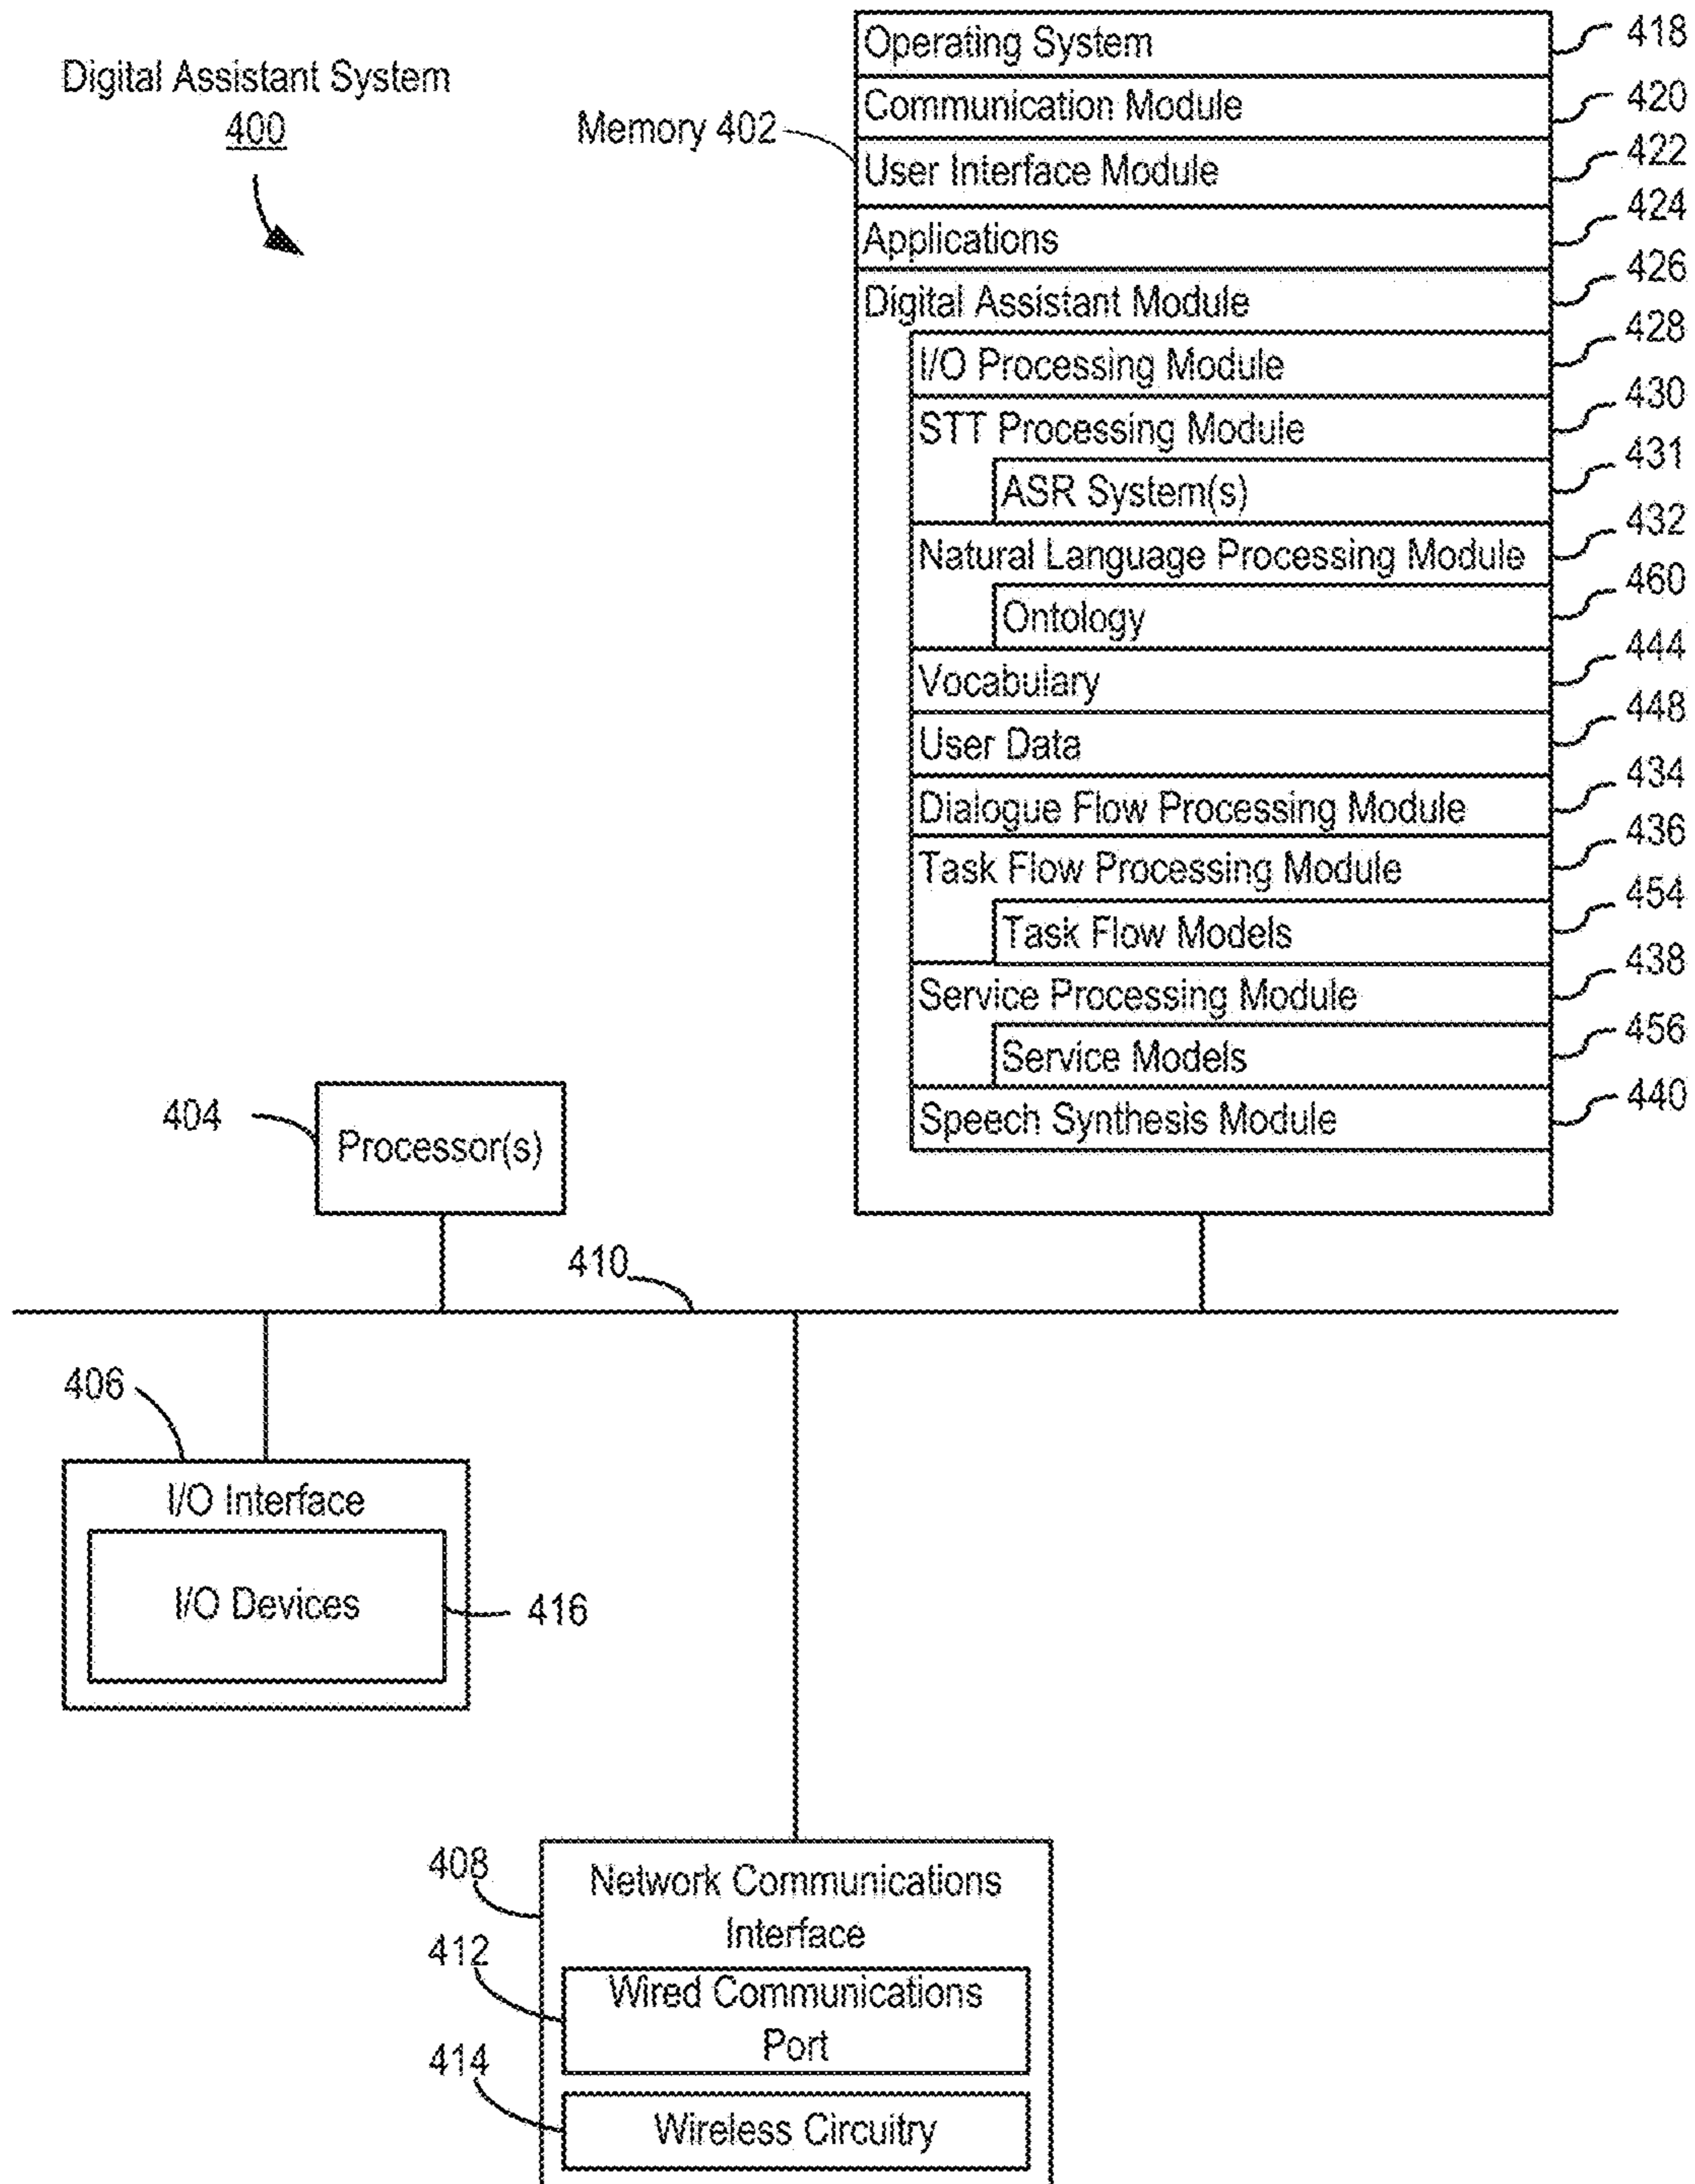 Digital Assistant System
400
Memory 402
Operating System 418
Communication Module 420
User Interface Module 422
Applications 424
Digital Assistant Module 426
I/O Processing Module 428
STT Processing Module 430
ASR System(s) 431
Natural Language Processing Module 432
Ontology 460
Vocabulary 444
User Data 448
Dialogue Flow Processing Module 434
Task Flow Processing Module 436
Task Flow Models 454
Service Processing Module 438
Service Models 456
Speech Synthesis Module 440
404
Processor(s)
410
406
I/O Interface
I/O Devices
416
408
Network Communications
Interface
412
Wired Communications
Port
414
Wireless Circuitry